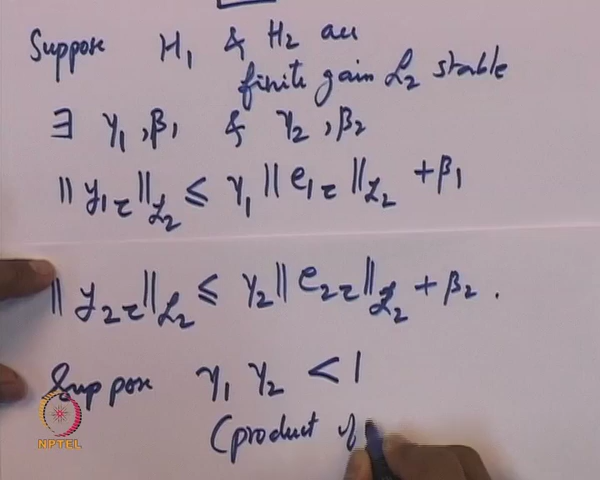 Suppose H₁ & H₂ are
finite gain ℒ₂ stable
∃ γ₁, β₁ & γ₂, β₂
‖y₁τ‖ℒ₂ ≤ γ₁ ‖e₁τ‖ℒ₂ + β₁
‖y₂τ‖ℒ₂ ≤ γ₂ ‖e₂τ‖ℒ₂ + β₂ .
Suppose γ₁ γ₂ < 1
(product of
NPTEL